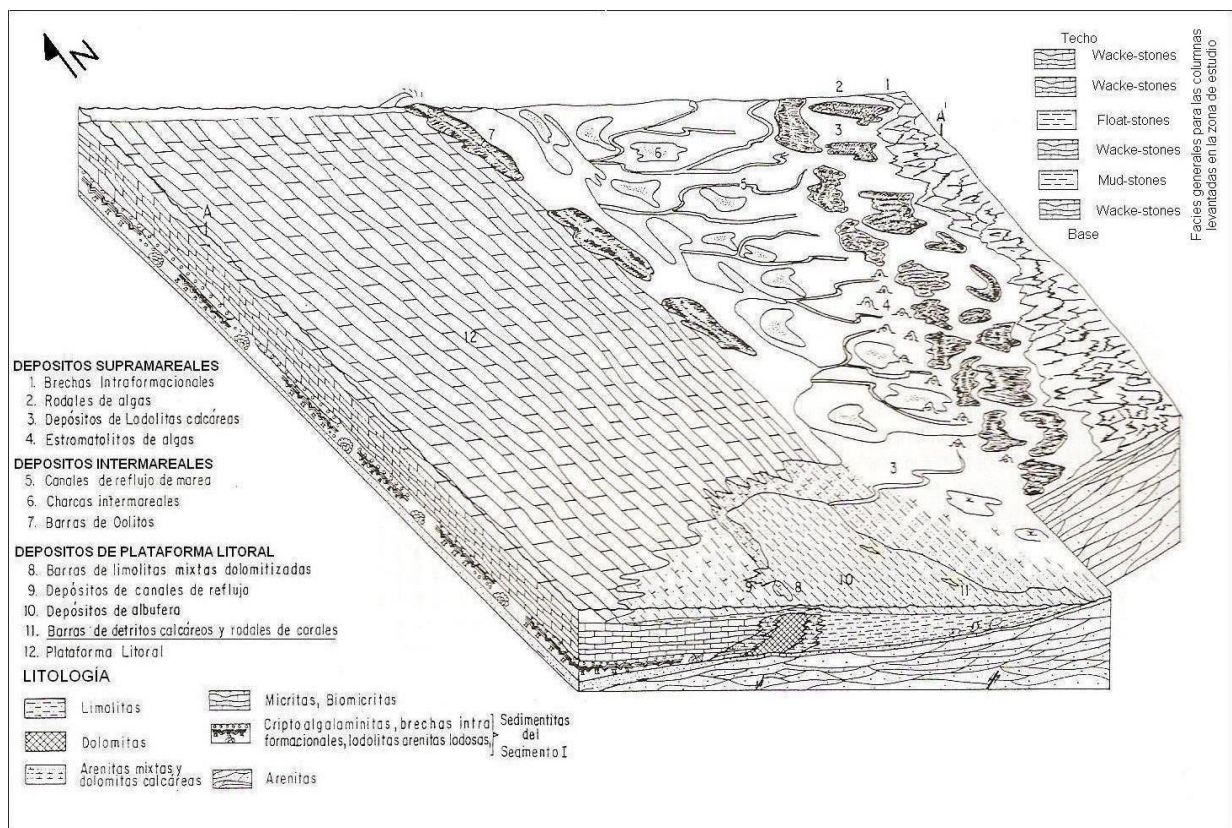 N
Techo
Wacke-stones
Wacke-stones
Float-stones
Wacke-stones
Mud-stones
Wacke-stones
Base
Facies generales para las columnas
levantadas en la zona de estudio
2
1
A'
3
7
6
5
A
4
12
3
9
8
10
11
DEPOSITOS SUPRAMAREALES
1. Brechas Intraformacionales
2. Rodales de algas
3. Depósitos de Lodolitas calcáreas
4. Estromatolitos de algas
DEPOSITOS INTERMAREALES
5. Canales de reflujo de marea
6. Charcas intermareales
7. Barras de Oolitos
DEPOSITOS DE PLATAFORMA LITORAL
8. Barras de limolitas mixtas dolomitizadas
9. Depósitos de canales de reflujo
10. Depósitos de albufera
11. Barras de detritos calcáreos y rodales de corales
12. Plataforma Litoral
LITOLOGÍA
Limolitas
Dolomitas
Arenitas mixtas y
dolomitas calcáreas
Micritas, Biomicritas
Cripto algalaminitas, brechas intra
formacionales, lodolitas arenitas lodosas,
Sedimentitas
del
Segmento I
Arenitas